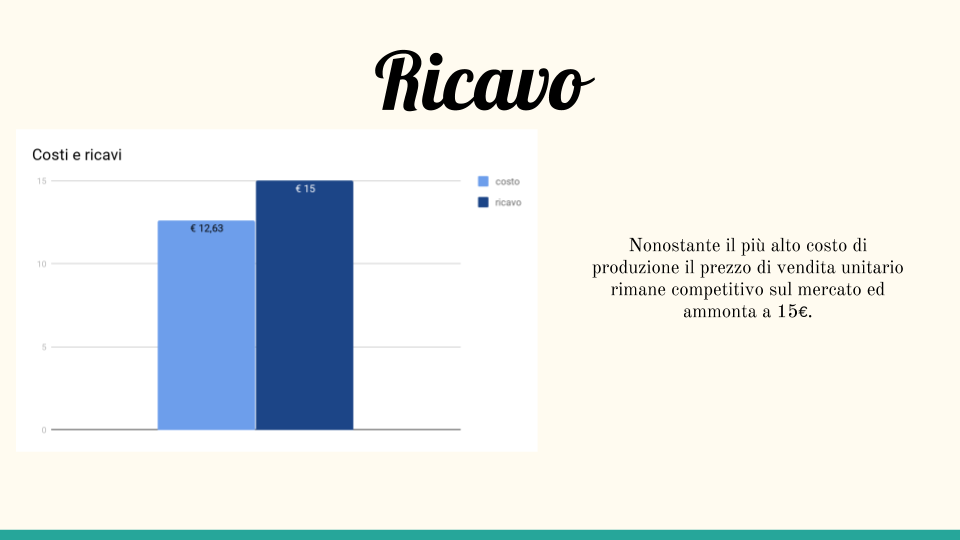 Ricavo
Costi e ricavi
15
10
5
0
€ 12,63
€ 15
costo
ricavo
Nonostante il più alto costo di
produzione il prezzo di vendita unitario
rimane competitivo sul mercato ed
ammonta a 15€.